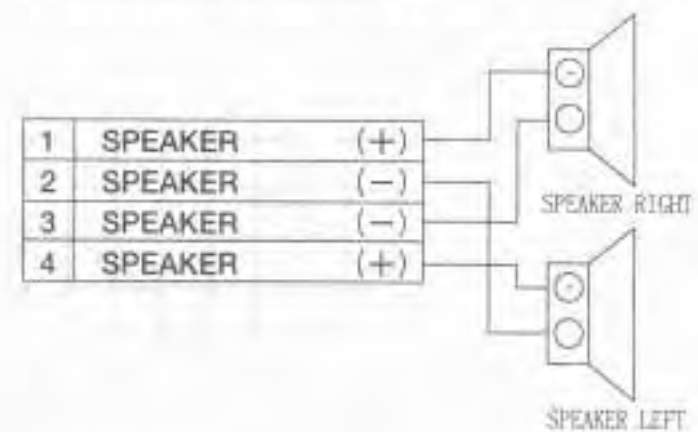 1 SPEAKER (+)
2 SPEAKER (−)
3 SPEAKER (−)
4 SPEAKER (+)
-
SPEAKER RIGHT
-
SPEAKER LEFT